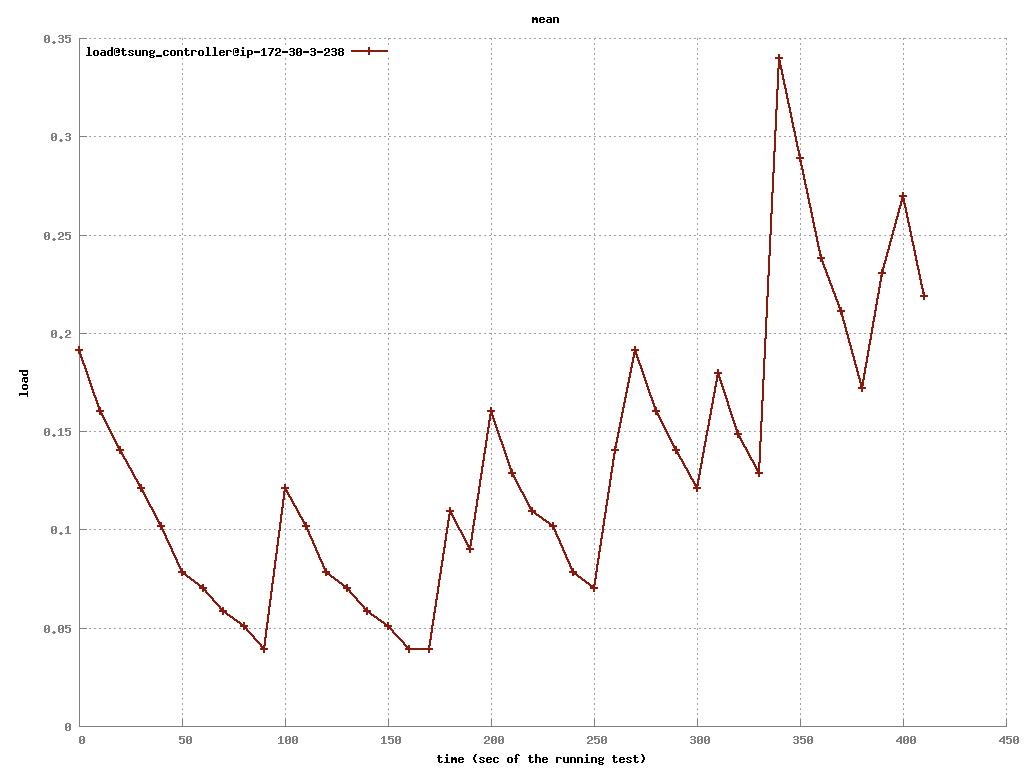 mean
0.35
load@tsung_controller@ip-172-30-3-238
0.3
0.25
0.2
load
0.15
0.1
0.05
0
0 50 100 150 200 250 300 350 400 450
time (sec of the running test)